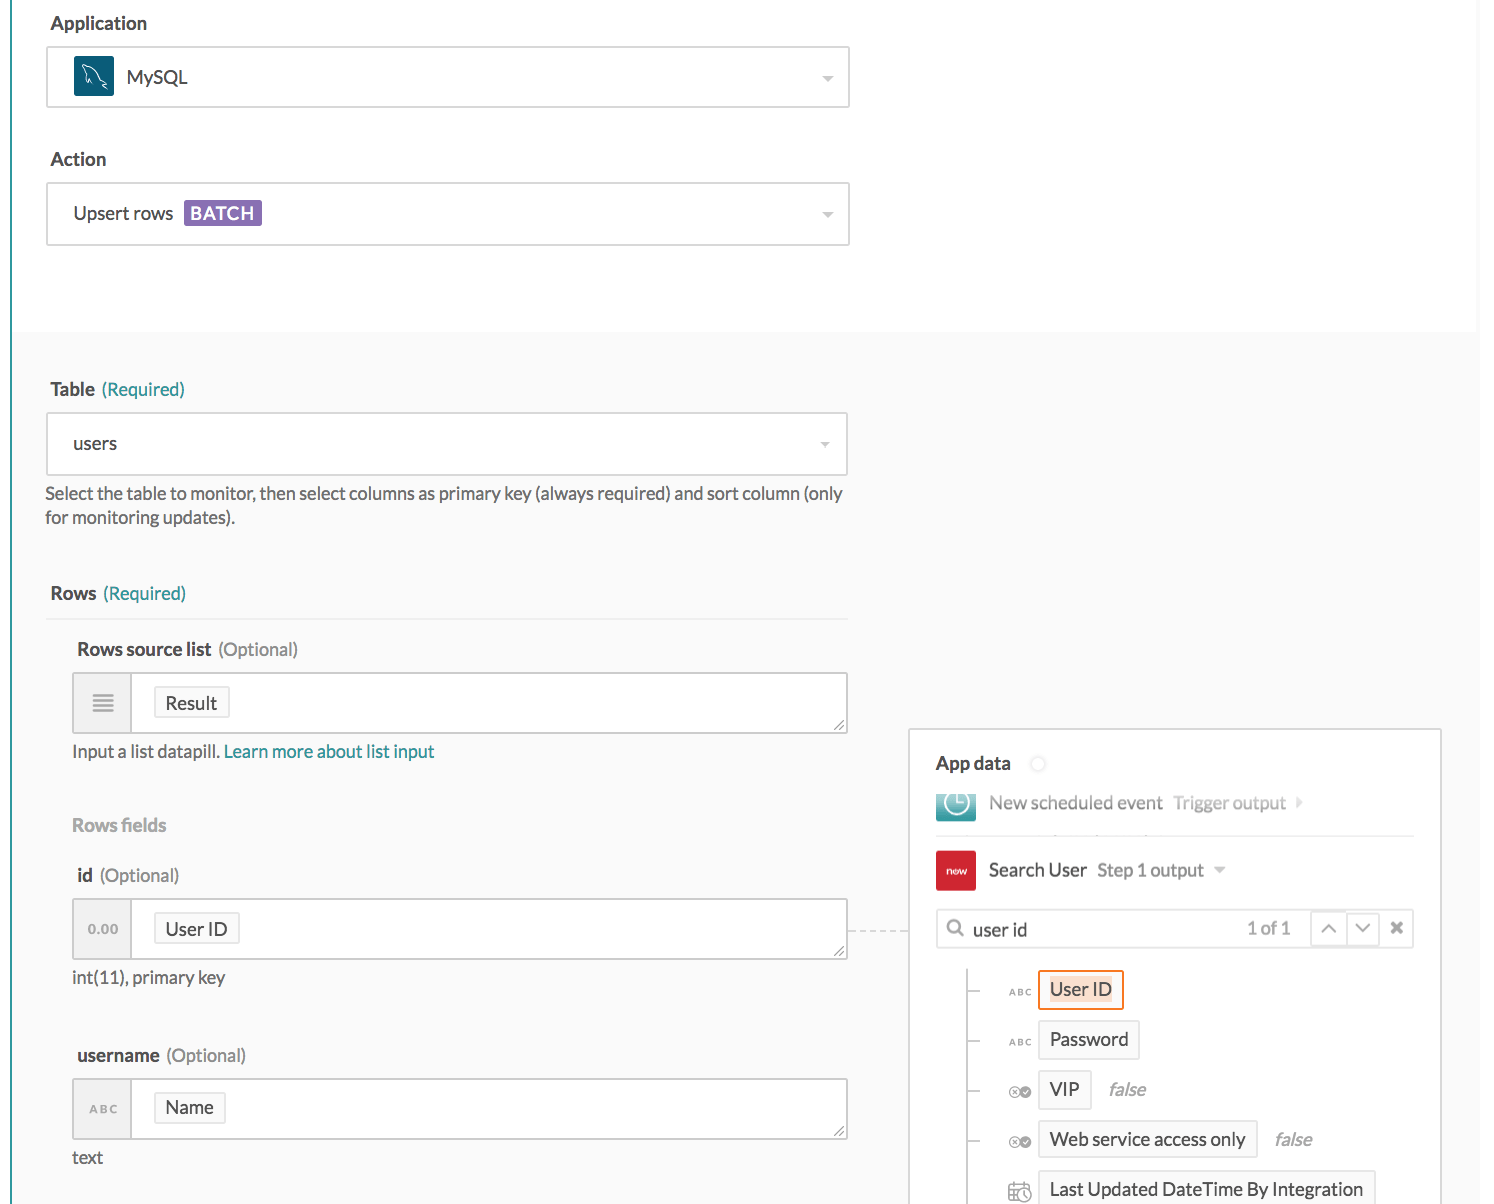 Application
MySQL
Action
Upsert rows BATCH
Table (Required)
users
Select the table to monitor, then select columns as primary key (always required) and sort column (only
for monitoring updates).
Rows (Required)
Rows source list (Optional)
Result
Input a list datapill. Learn more about list input
Rows fields
id (Optional)
0.00 User ID
int(11), primary key
username (Optional)
ABC Name
text
App data
New scheduled event Trigger output
now Search User Step 1 output
user id 1 of 1
ABC User ID
ABC Password
VIP false
Web service access only false
Last Updated DateTime By Integration